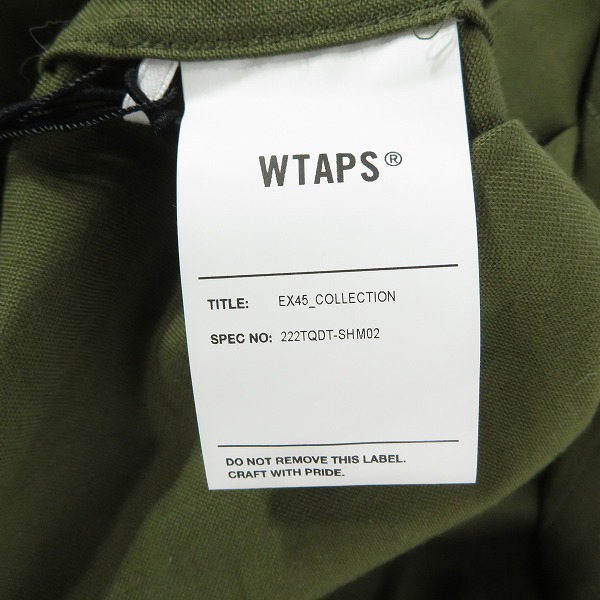 WTAPS®
TITLE: EX45_COLLECTION
SPEC NO: 222TQDT-SHM02
DO NOT REMOVE THIS LABEL.
CRAFT WITH PRIDE.